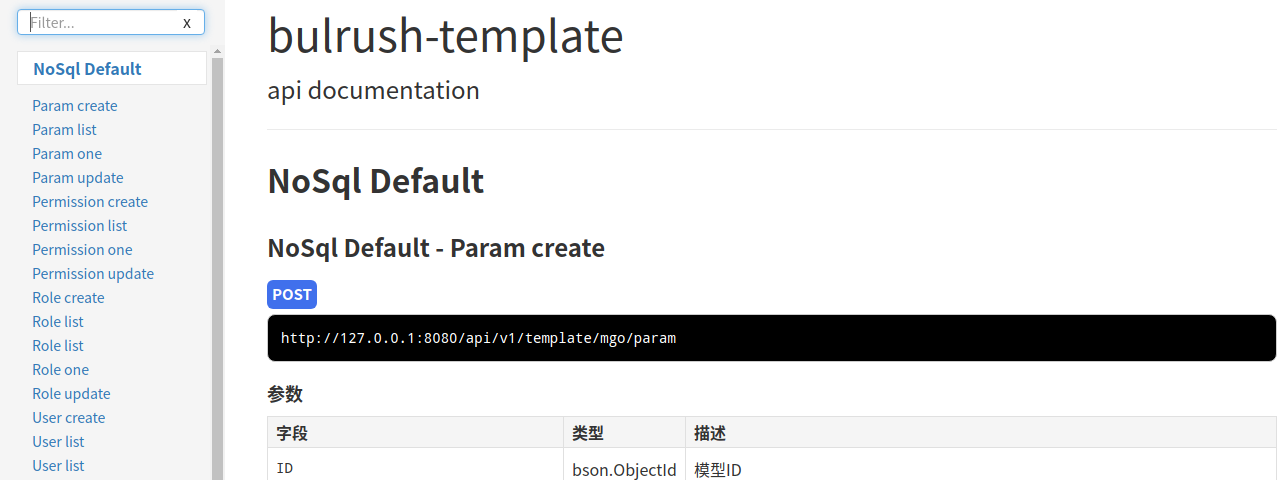 Filter... x
NoSql Default
Param create
Param list
Param one
Param update
Permission create
Permission list
Permission one
Permission update
Role create
Role list
Role list
Role one
Role update
User create
User list
User list
bulrush-template
api documentation
NoSql Default
NoSql Default - Param create
POST
http://127.0.0.1:8080/api/v1/template/mgo/param
参数
字段 类型 描述
ID bson.ObjectId 模型ID